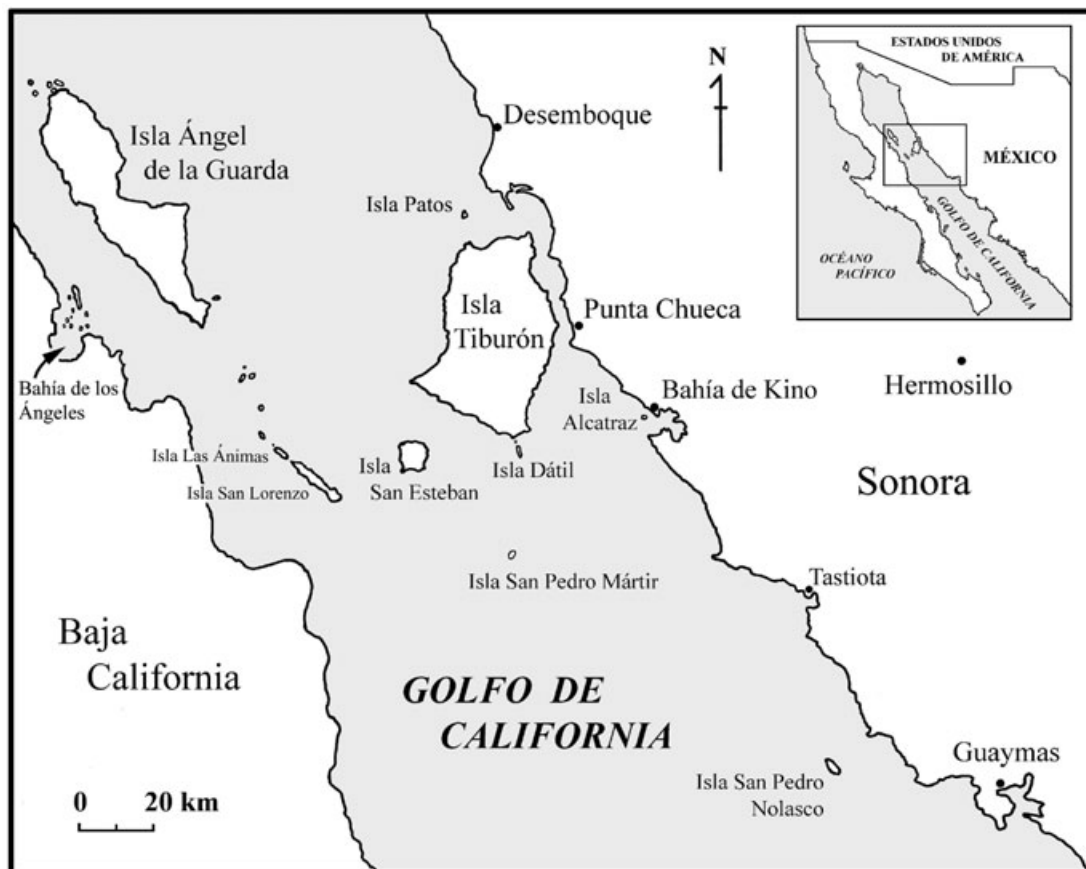 ESTADOS UNIDOS
DE AMÉRICA
MÉXICO
GOLFO DE CALIFORNIA
OCÉANO
PACÍFICO
N
Desemboque
Isla Ángel
de la Guarda
Isla Patos
Isla
Tiburón
Punta Chueca
Hermosillo
Bahía de los
Ángeles
Bahía de Kino
Isla
Alcatraz
Isla Las Ánimas
Isla San Lorenzo
Isla
San Esteban
Isla Dátil
Sonora
Isla San Pedro Mártir
Tastiota
Baja
California
GOLFO DE
CALIFORNIA
Guaymas
Isla San Pedro
Nolasco
0 20 km